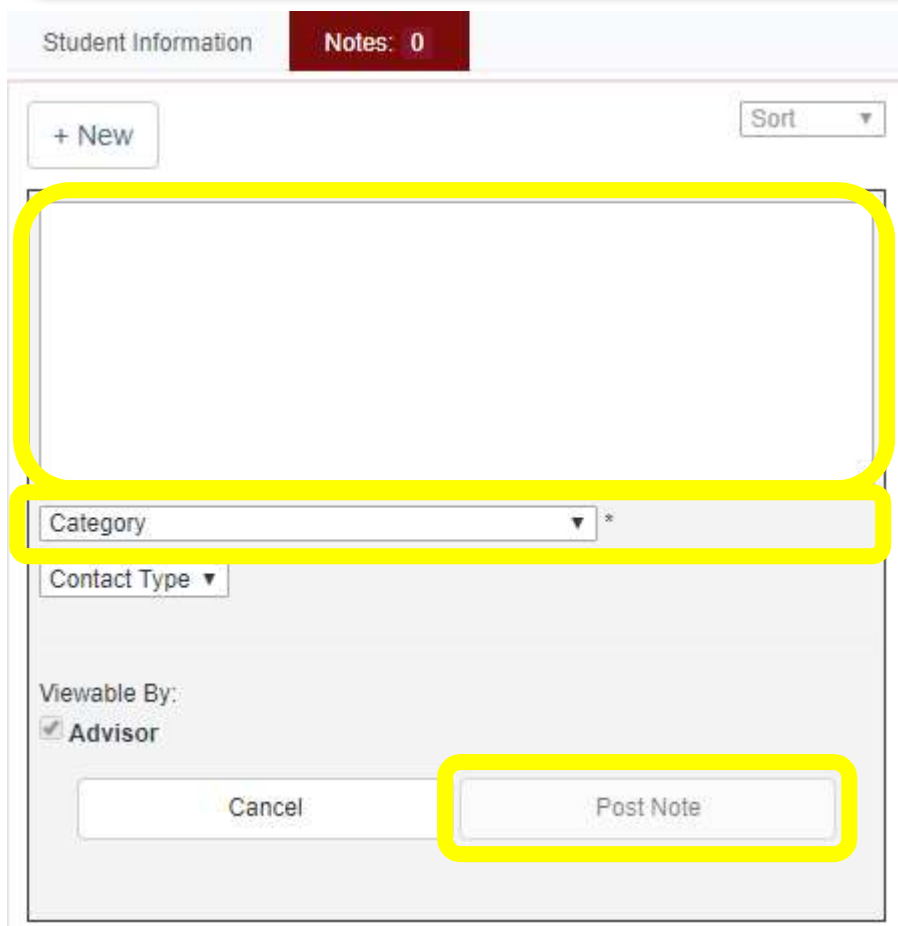 Student Information Notes: 0
+ New Sort
Category *
Contact Type
Viewable By:
Advisor
Cancel Post Note